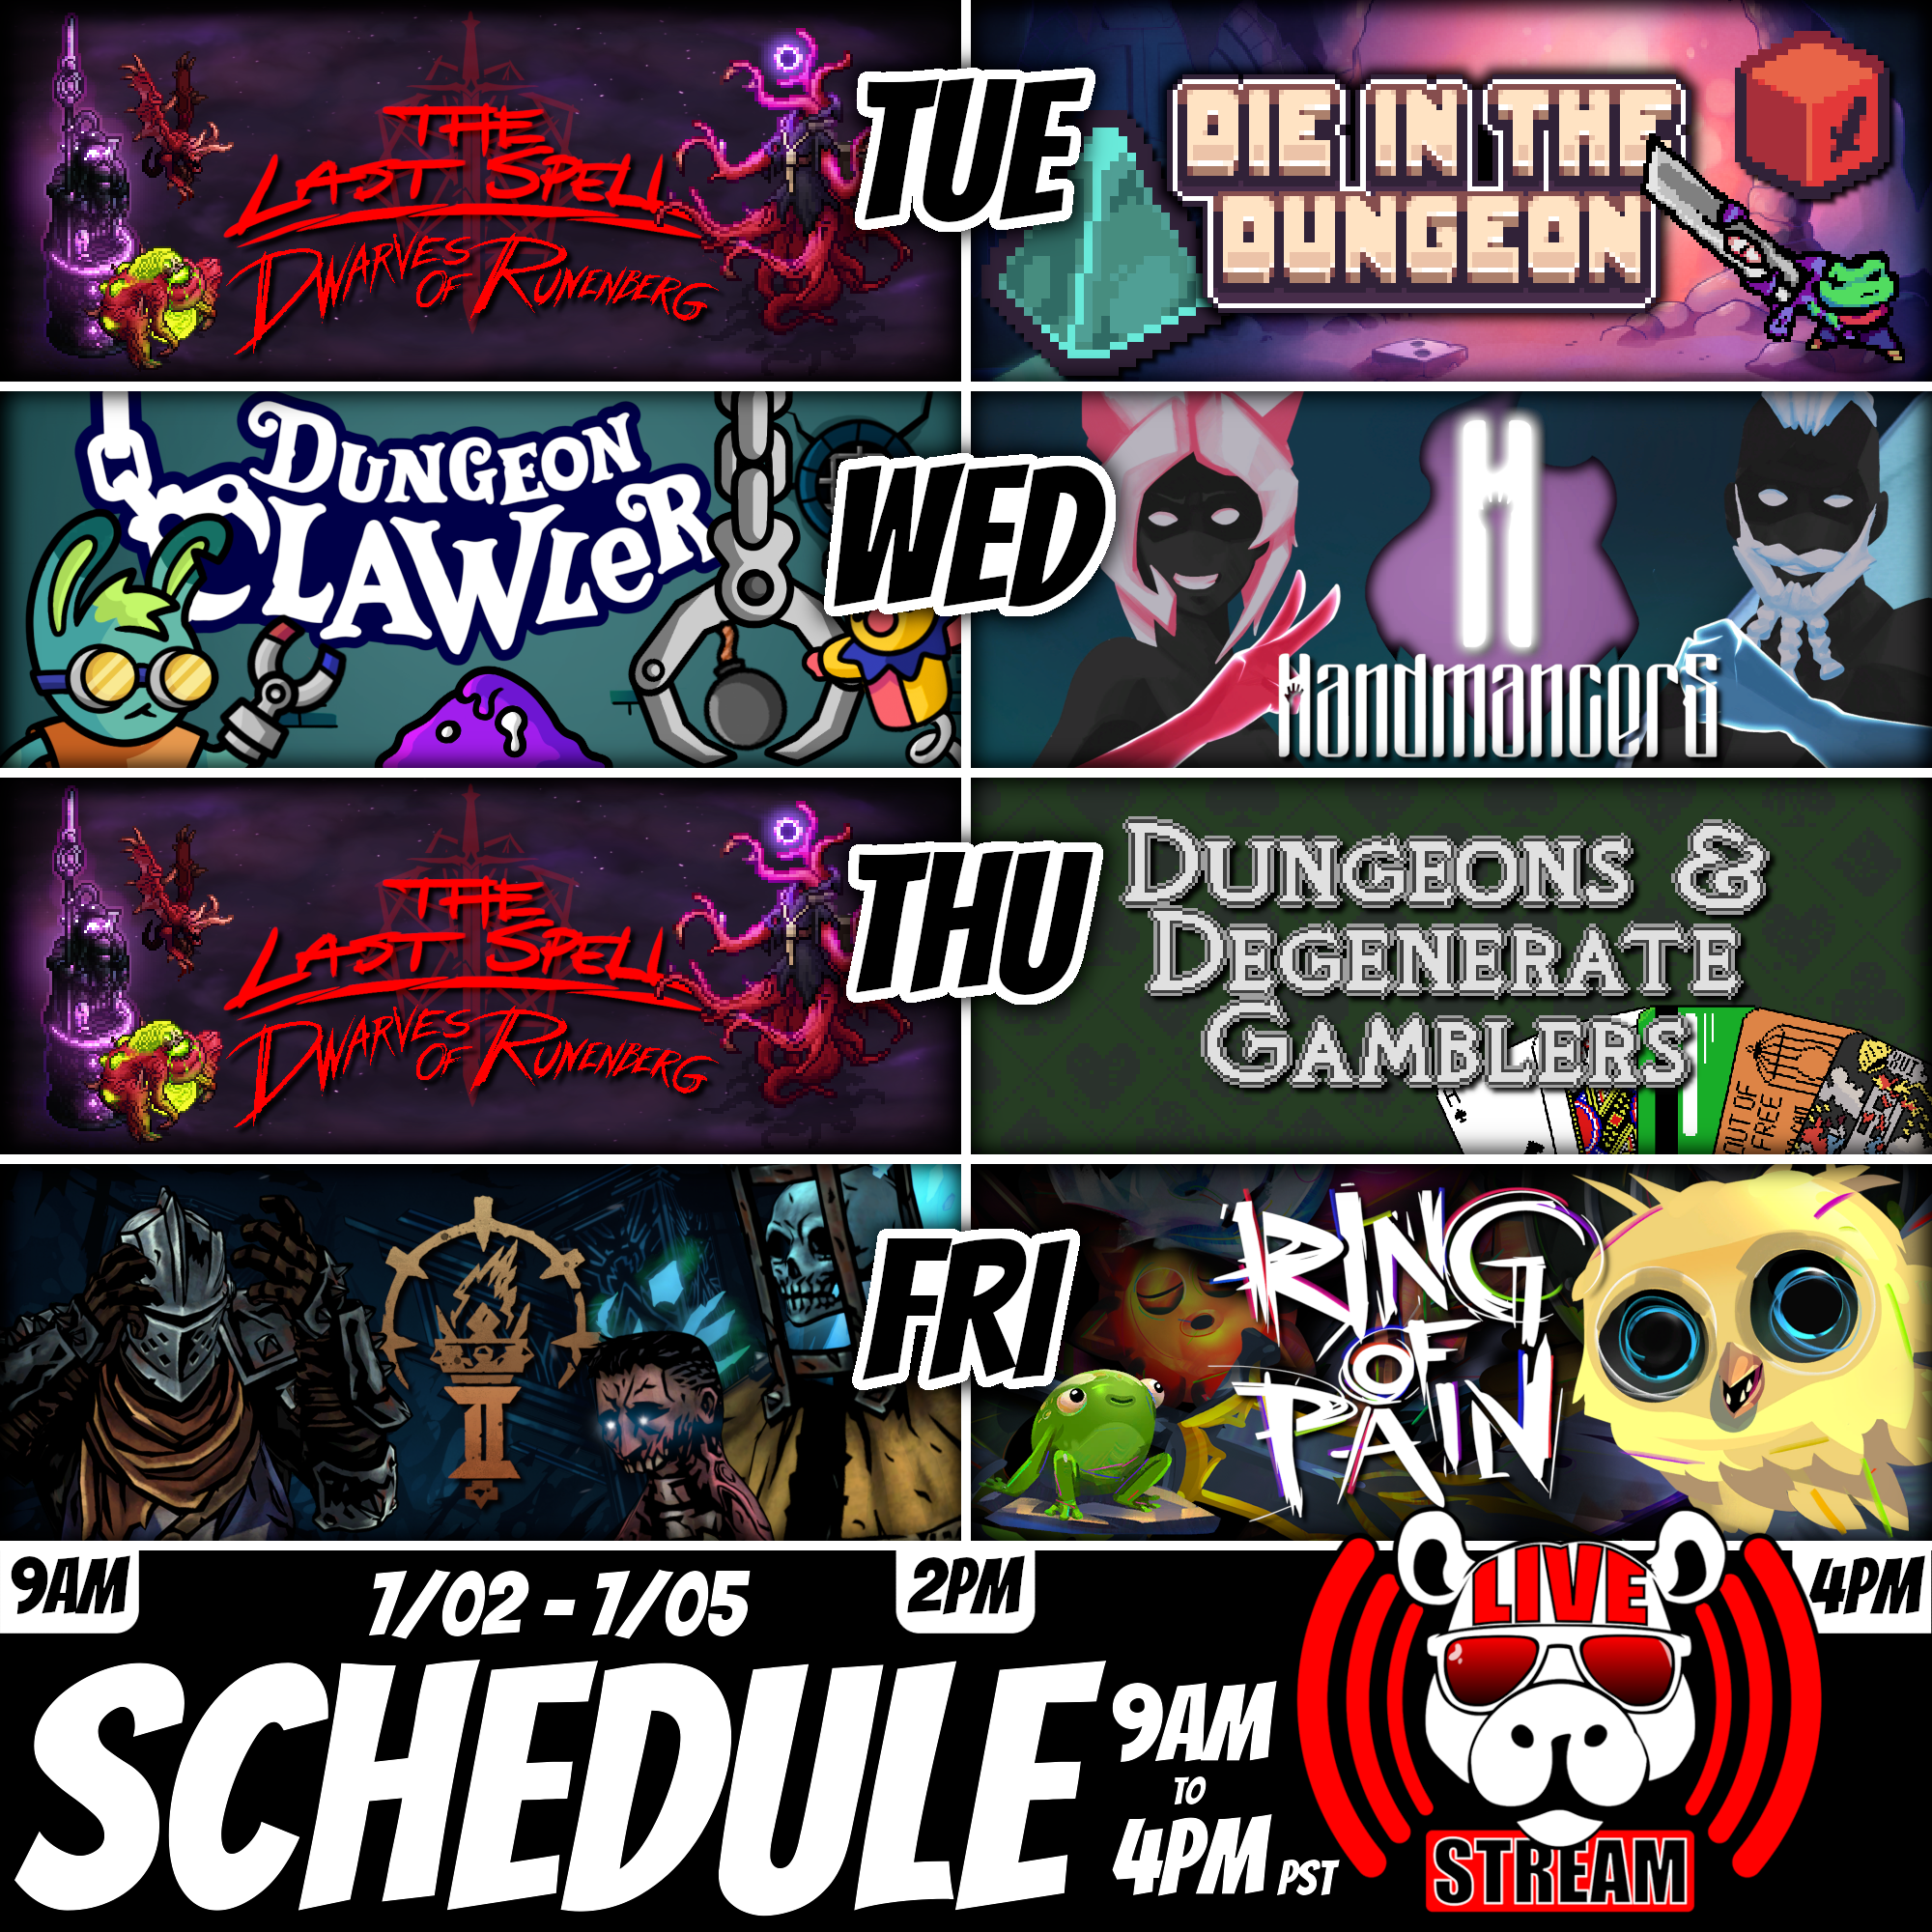 THE
LAST SPELL
DWARVES
OF RUNENBERG
TUE
DIE IN THE
DUNGEON
DUNGEON
CLAWLER
WED
HandmancerS
THE
LAST SPELL
DWARVES
OF RUNENBERG
THU
DUNGEONS &
DEGENERATE
GAMBLERS
OUT OF
FREE
FRI
RING
OF
PAIN
9AM
7/02 - 7/05
2PM
4PM
SCHEDULE
9AM
TO
4PM PST
LIVE
STREAM